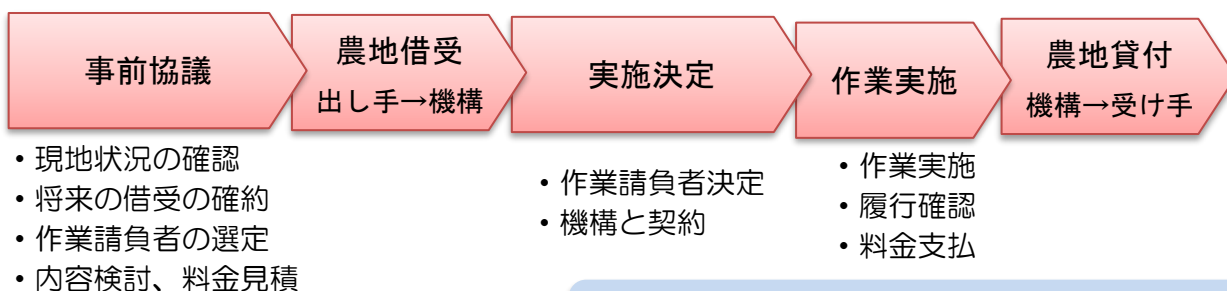 事前協議
農地借受
出し手→機構
実施決定
作業実施
農地貸付
機構→受け手
・現地状況の確認
・将来の借受の確約
・作業請負者の選定
・内容検討、料金見積
・作業請負者決定
・機構と契約
・作業実施
・履行確認
・料金支払